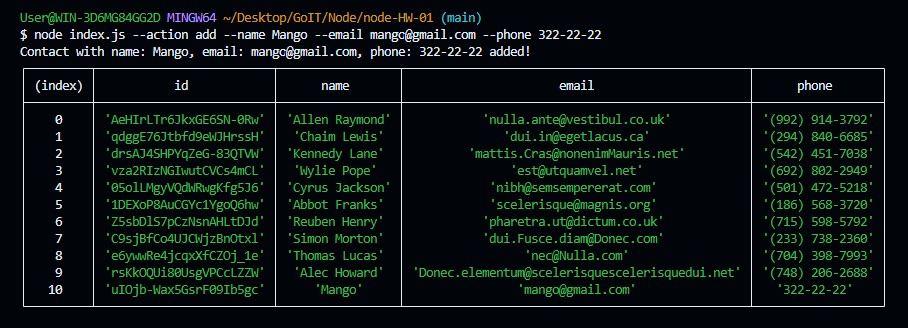 User@WIN-3D6MG84GG2D MINGW64 ~/Desktop/GoIT/Node/node-HW-01 (main)
$ node index.js --action add --name Mango --email mango@gmail.com --phone 322-22-22
Contact with name: Mango, email: mango@gmail.com, phone: 322-22-22 added!
(index) id name email phone
0 'AeHIrLTr6JkxGE6SN-0Rw' 'Allen Raymond' 'nulla.ante@vestibul.co.uk' '(992) 914-3792'
1 'qdggE76Jtbfd9eWJHrssH' 'Chaim Lewis' 'dui.in@egetlacus.ca' '(294) 840-6685'
2 'drsAJ4SHPYqZeG-83QTVW' 'Kennedy Lane' 'mattis.Cras@nonenimMauris.net' '(542) 451-7038'
3 'vza2RIzNGIwutCVCs4mCL' 'Wylie Pope' 'est@utquamvel.net' '(692) 802-2949'
4 '05olLMgyVQdWRwgKfg5J6' 'Cyrus Jackson' 'nibh@semsempererat.com' '(501) 472-5218'
5 '1DEXoP8AuCGYc1YgoQ6hw' 'Abbot Franks' 'scelerisque@magnis.org' '(186) 568-3720'
6 'Z5sbDlS7pCzNsnAHLtDJd' 'Reuben Henry' 'pharetra.ut@dictum.co.uk' '(715) 598-5792'
7 'C9sjBfCo4UJCWjzBnOtxl' 'Simon Morton' 'dui.Fusce.diam@Donec.com' '(233) 738-2360'
8 'e6ywwRe4jcqxXfCZOj_1e' 'Thomas Lucas' 'nec@Nulla.com' '(704) 398-7993'
9 'rsKkOQUi80UsgVPCcLZZW' 'Alec Howard' 'Donec.elementum@scelerisquescelerisquedui.net' '(748) 206-2688'
10 'uIOjb-Wax5GsrF09Ib5gc' 'Mango' 'mango@gmail.com' '322-22-22'